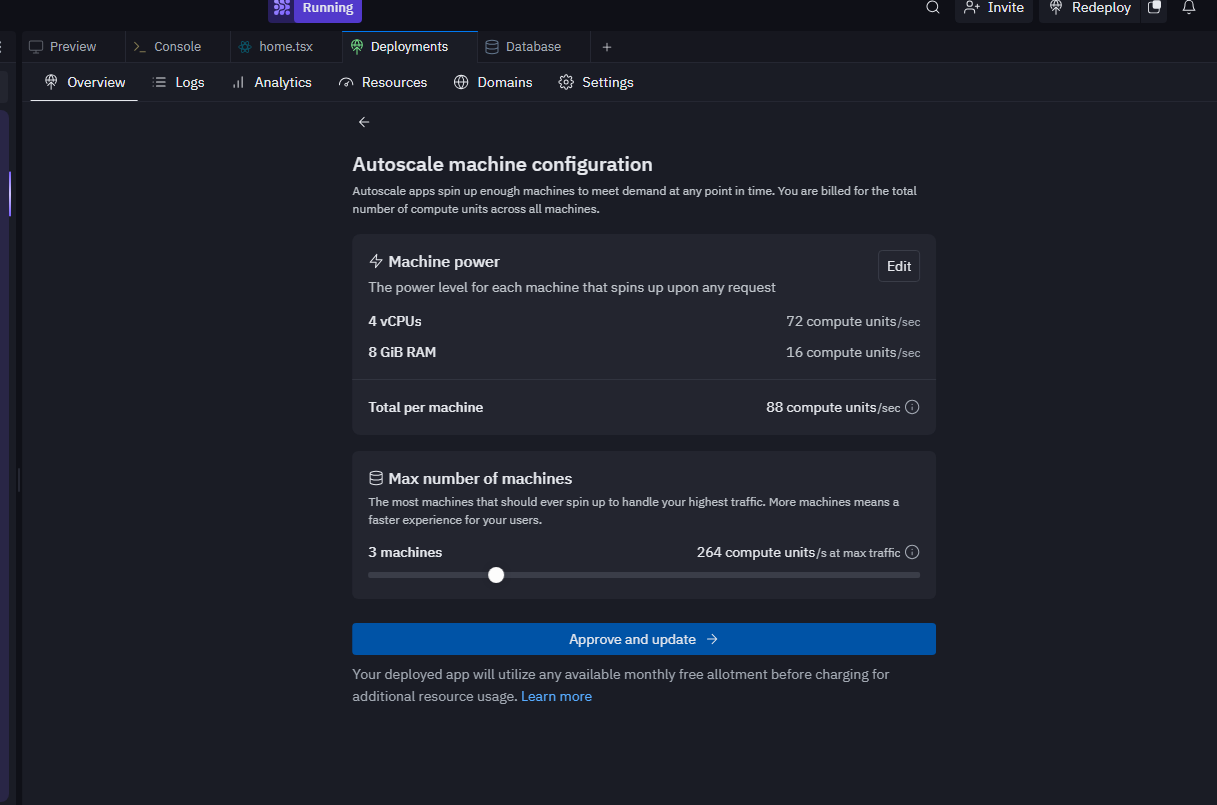 Running
Invite
Redeploy
Preview
Console
home.tsx
Deployments
Database
Overview
Logs
Analytics
Resources
Domains
Settings
Autoscale machine configuration
Autoscale apps spin up enough machines to meet demand at any point in time. You are billed for the total
number of compute units across all machines.
Machine power
Edit
The power level for each machine that spins up upon any request
4 vCPUs 72 compute units/sec
8 GiB RAM 16 compute units/sec
Total per machine 88 compute units/sec
Max number of machines
The most machines that should ever spin up to handle your highest traffic. More machines means a
faster experience for your users.
3 machines 264 compute units/s at max traffic
Approve and update →
Your deployed app will utilize any available monthly free allotment before charging for
additional resource usage. Learn more